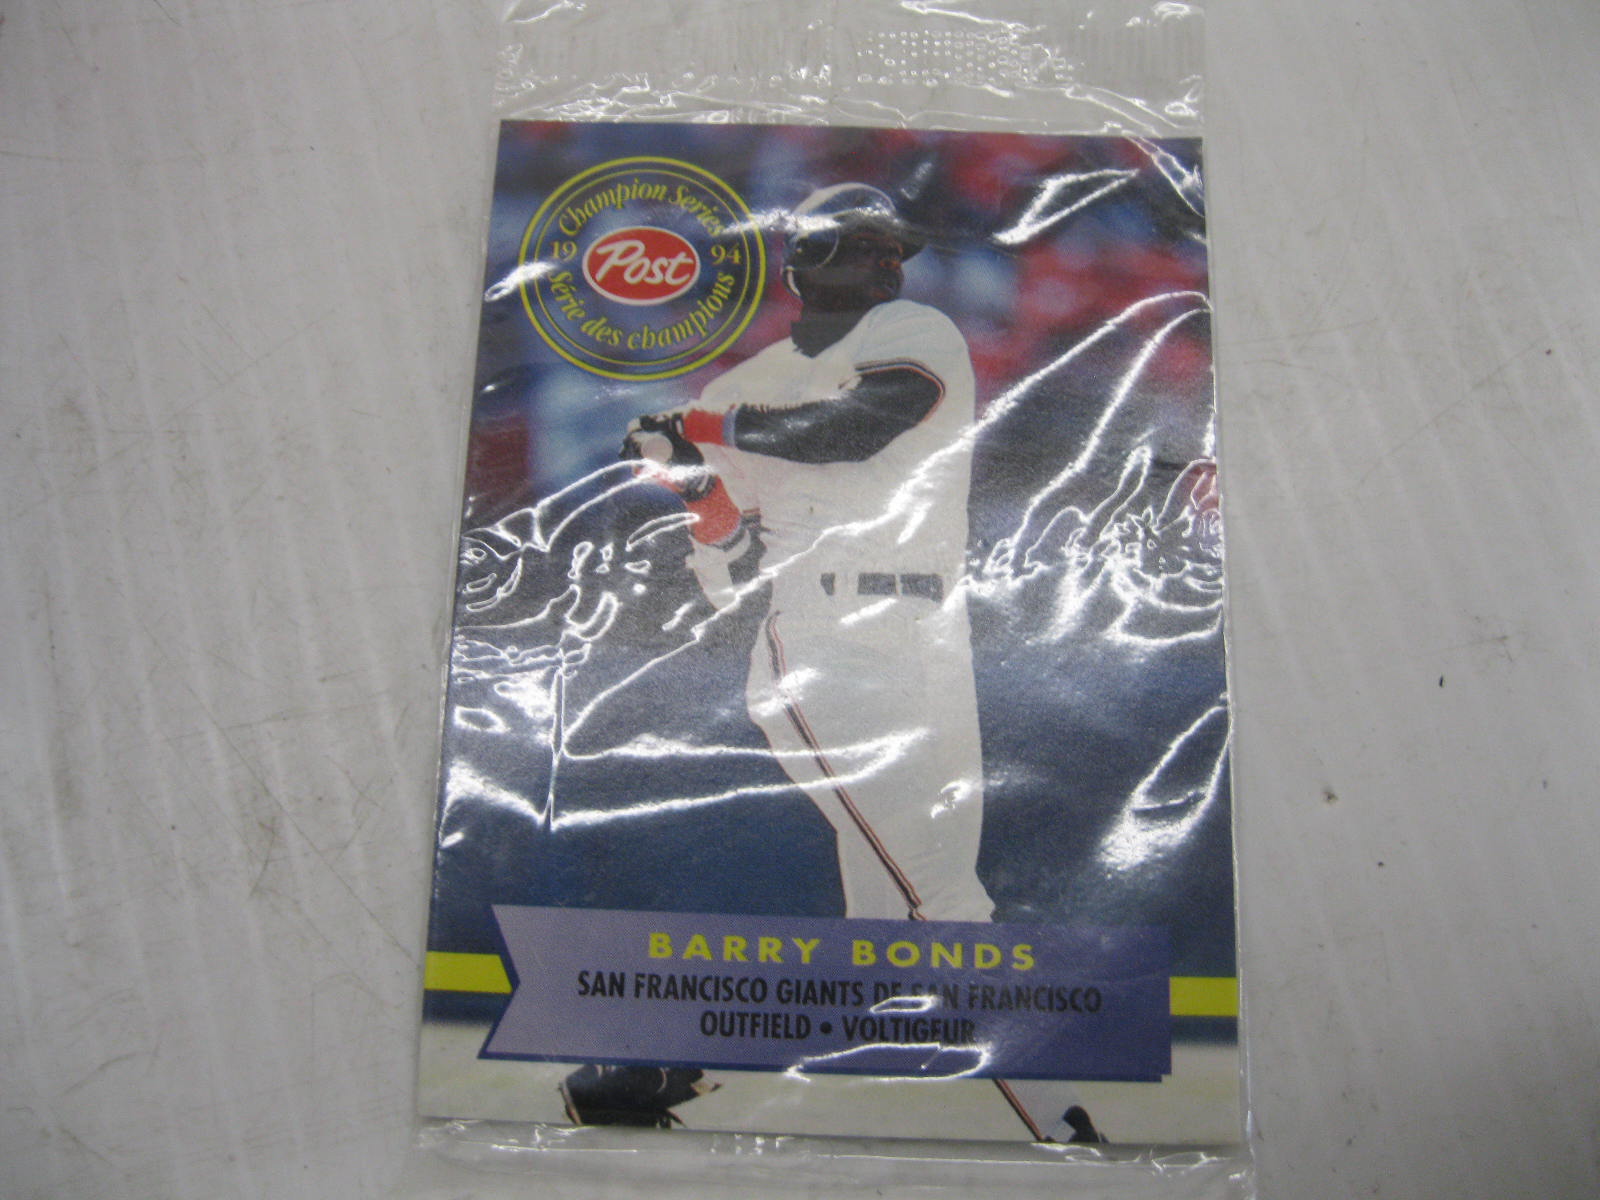 Champion Series
19 Post 94
Série des champions
BARRY BONDS
SAN FRANCISCO GIANTS DE SAN FRANCISCO
OUTFIELD • VOLTIGEUR